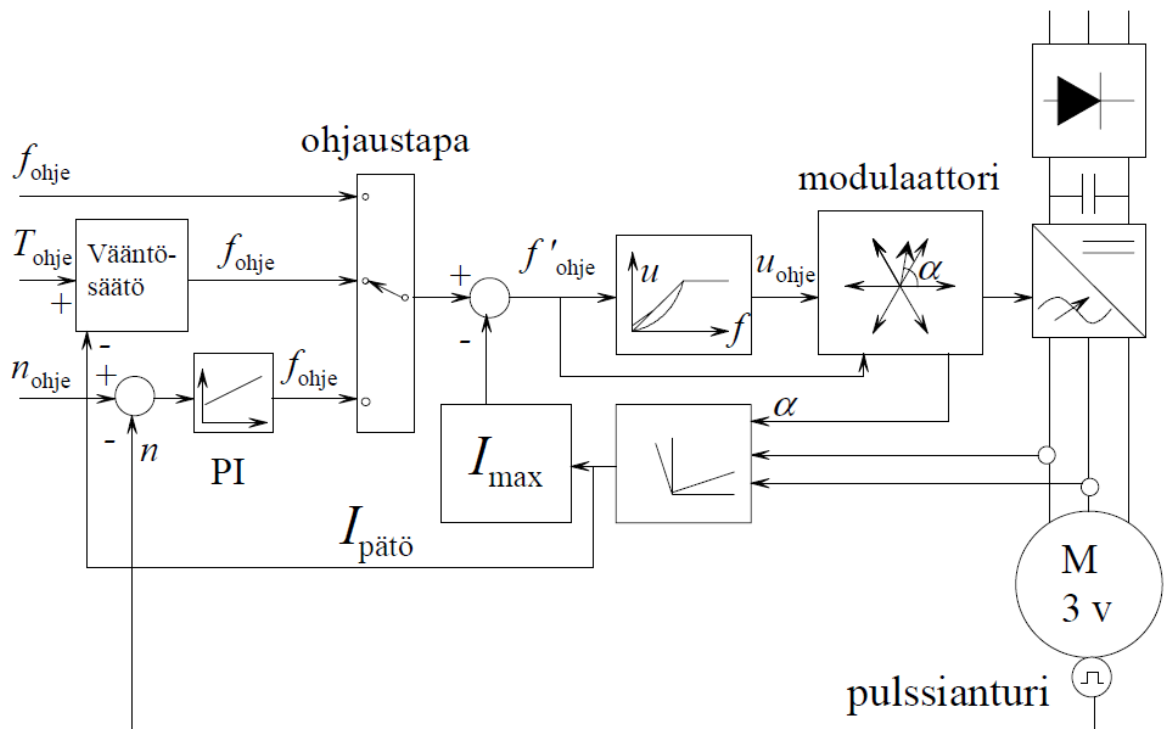 ohjaustapa
f_ohje
modulaattori
T_ohje
+
Vääntö-
säätö
f_ohje
+
f'_ohje
u
f
u_ohje
α
-
-
n_ohje
+
f_ohje
-
n
PI
I_max
α
I_pätö
M
3 v
pulssianturi